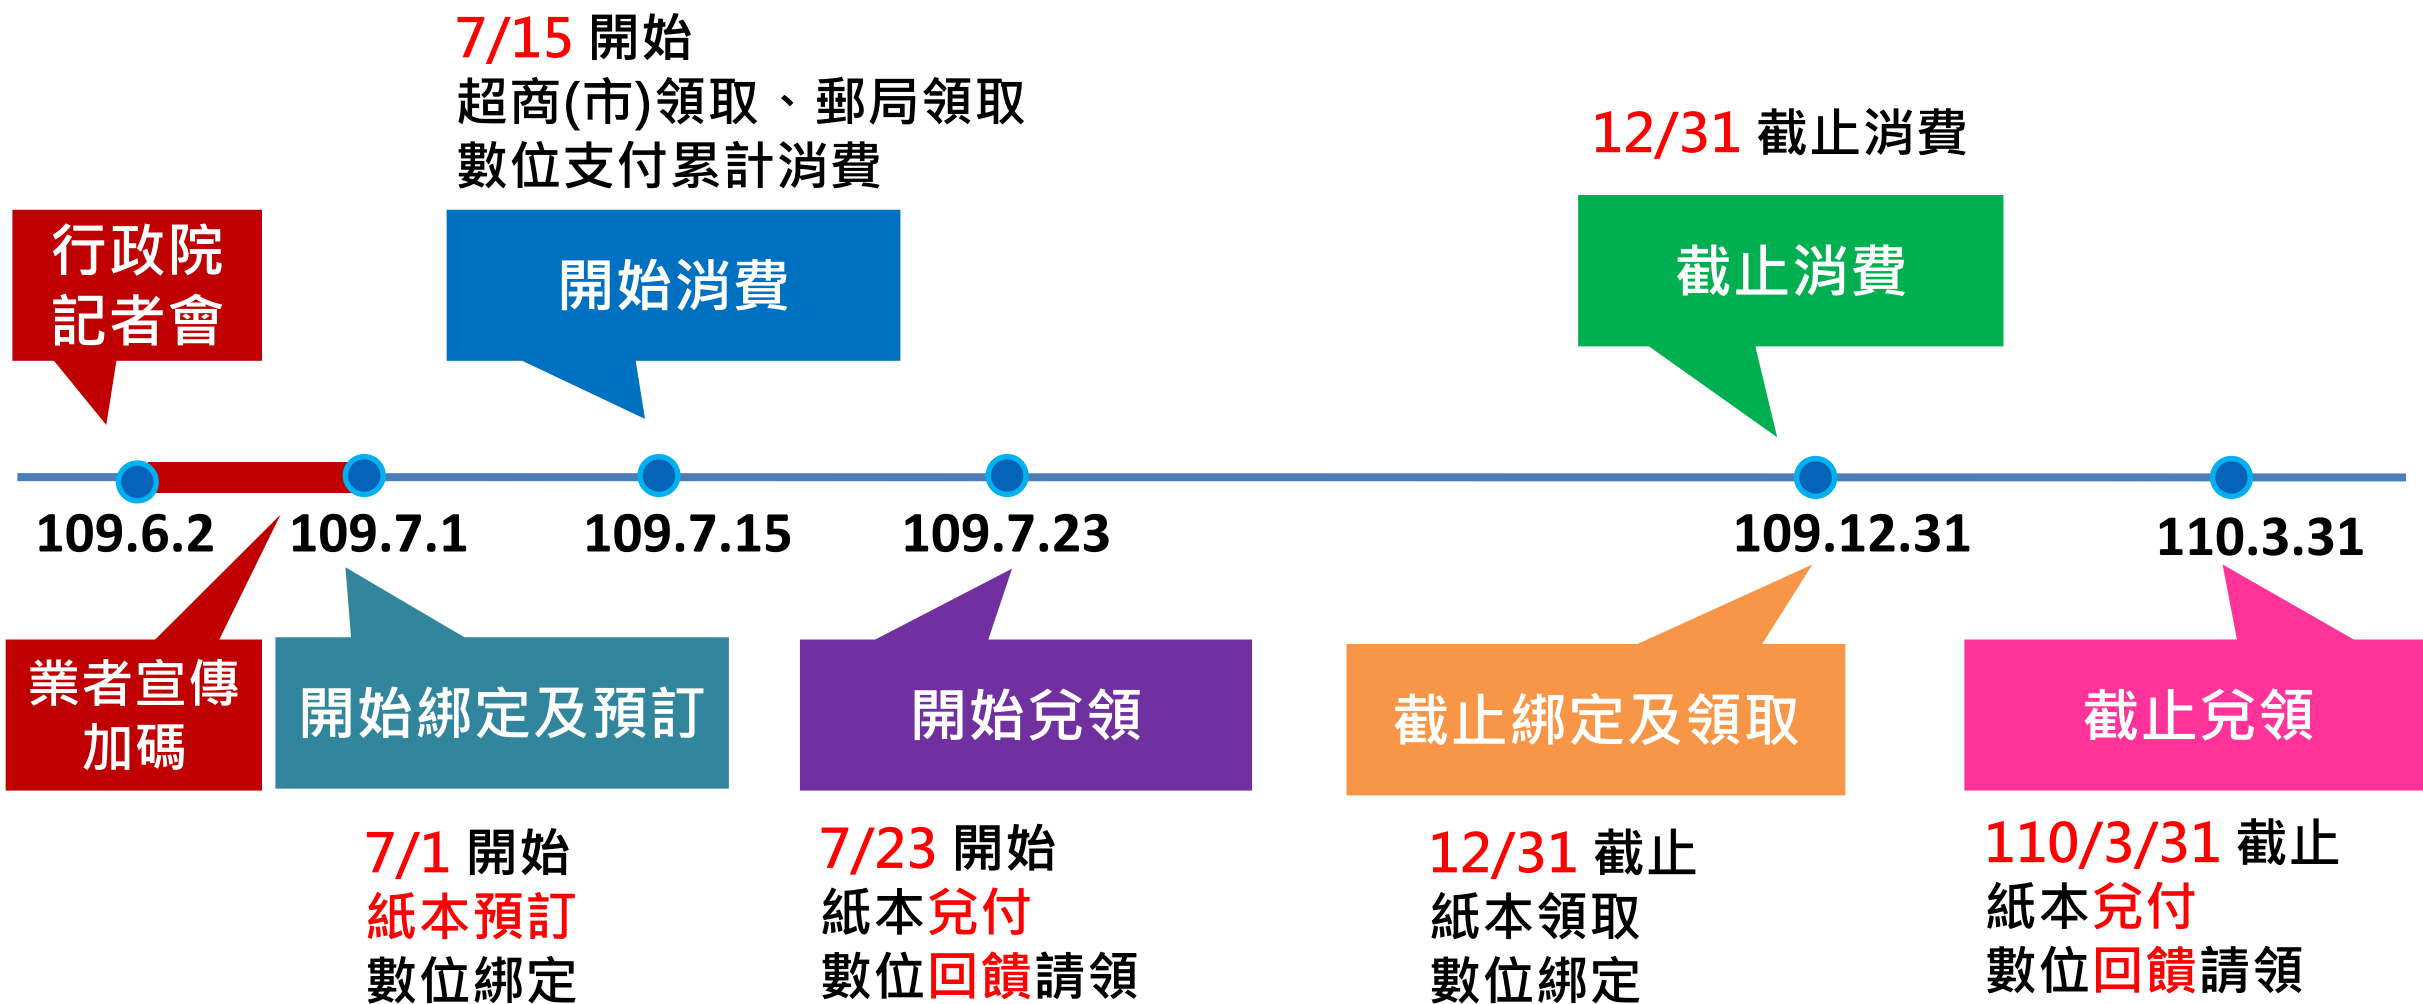 7/15 開始
超商(市)領取、郵局領取
數位支付累計消費
12/31 截止消費
行政院
記者會
開始消費
截止消費
109.6.2
109.7.1
109.7.15
109.7.23
109.12.31
110.3.31
業者宣傳
加碼
開始綁定及預訂
開始兌領
截止綁定及領取
截止兌領
7/1 開始
紙本預訂
數位綁定
7/23 開始
紙本兌付
數位回饋請領
12/31 截止
紙本領取
數位綁定
110/3/31 截止
紙本兌付
數位回饋請領